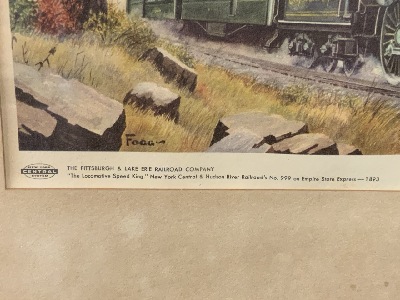 Fogg
NEW YORK
CENTRAL
SYSTEM
THE PITTSBURGH & LAKE ERIE RAILROAD COMPANY
"The Locomotive Speed King." New York Central & Hudson River Railroad's No. 999 on Empire State Express — 1893